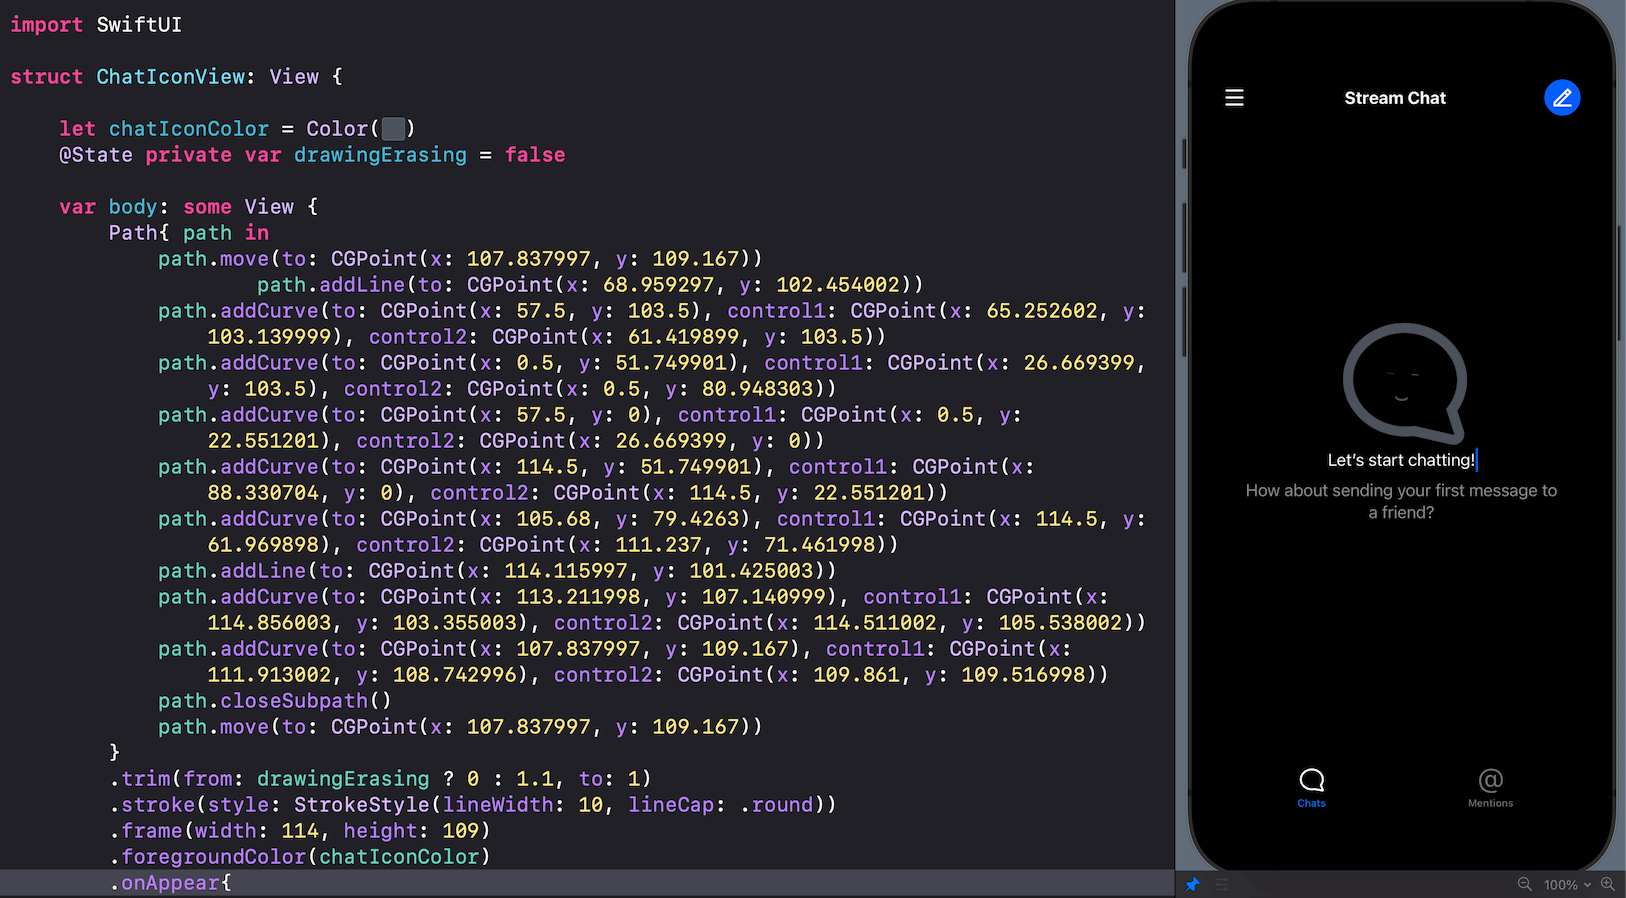 import SwiftUI
struct ChatIconView: View {
let chatIconColor = Color( )
@State private var drawingErasing = false
var body: some View {
Path{ path in
path.move(to: CGPoint(x: 107.837997, y: 109.167))
path.addLine(to: CGPoint(x: 68.959297, y: 102.454002))
path.addCurve(to: CGPoint(x: 57.5, y: 103.5), control1: CGPoint(x: 65.252602, y:
103.139999), control2: CGPoint(x: 61.419899, y: 103.5))
path.addCurve(to: CGPoint(x: 0.5, y: 51.749901), control1: CGPoint(x: 26.669399,
y: 103.5), control2: CGPoint(x: 0.5, y: 80.948303))
path.addCurve(to: CGPoint(x: 57.5, y: 0), control1: CGPoint(x: 0.5, y:
22.551201), control2: CGPoint(x: 26.669399, y: 0))
path.addCurve(to: CGPoint(x: 114.5, y: 51.749901), control1: CGPoint(x:
88.330704, y: 0), control2: CGPoint(x: 114.5, y: 22.551201))
path.addCurve(to: CGPoint(x: 105.68, y: 79.4263), control1: CGPoint(x: 114.5, y:
61.969898), control2: CGPoint(x: 111.237, y: 71.461998))
path.addLine(to: CGPoint(x: 114.115997, y: 101.425003))
path.addCurve(to: CGPoint(x: 113.211998, y: 107.140999), control1: CGPoint(x:
114.856003, y: 103.355003), control2: CGPoint(x: 114.511002, y: 105.538002))
path.addCurve(to: CGPoint(x: 107.837997, y: 109.167), control1: CGPoint(x:
111.913002, y: 108.742996), control2: CGPoint(x: 109.861, y: 109.516998))
path.closeSubpath()
path.move(to: CGPoint(x: 107.837997, y: 109.167))
}
.trim(from: drawingErasing ? 0 : 1.1, to: 1)
.stroke(style: StrokeStyle(lineWidth: 10, lineCap: .round))
.frame(width: 114, height: 109)
.foregroundColor(chatIconColor)
.onAppear{
Stream Chat
Let's start chatting!
How about sending your first message to
a friend?
Chats
@
Mentions
100%